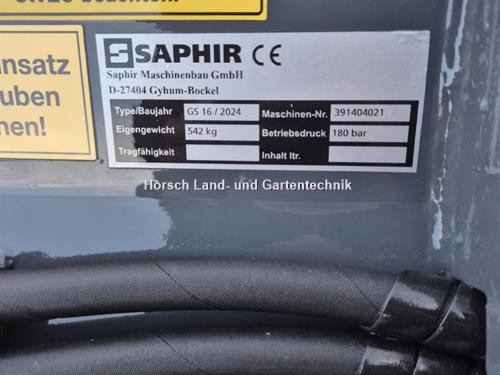 insatz
uben
nen!
SAPHIR CE
Saphir Maschinenbau GmbH
D-27404 Gyhum-Bockel
Type/Baujahr GS 16 / 2024 Maschinen-Nr. 391404021
Eigengewicht 542 kg Betriebsdruck 180 bar
Tragfähigkeit Inhalt ltr.
Horsch Land- und Gartentechnik